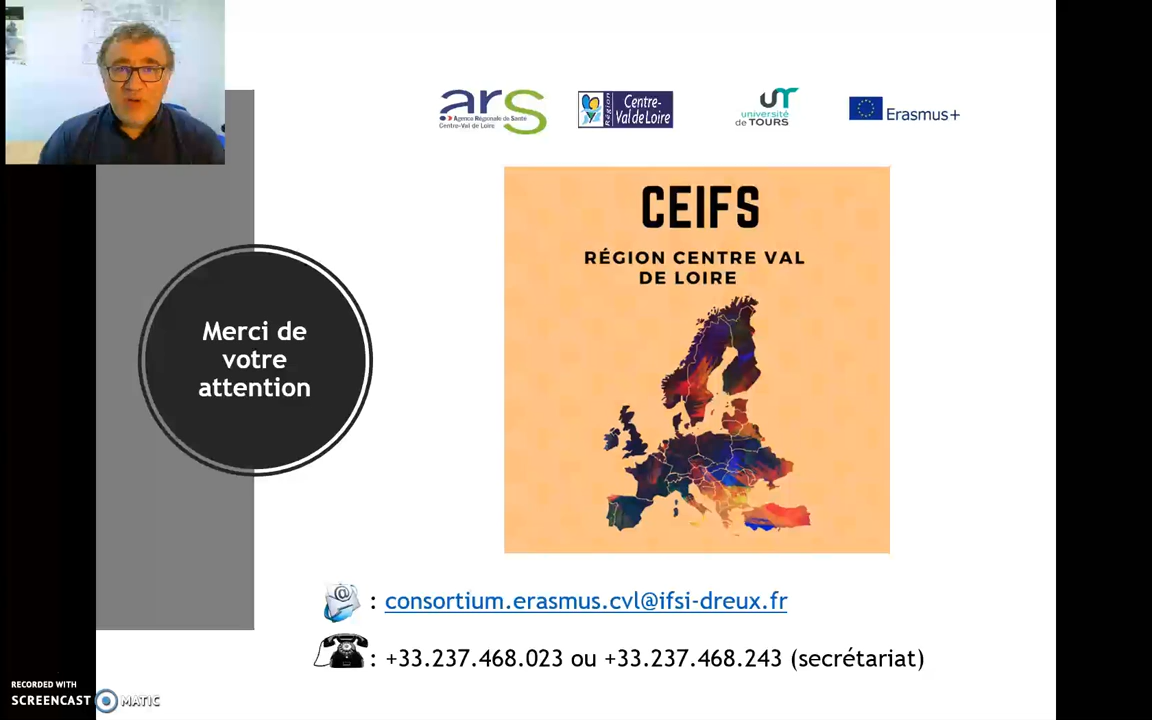 ars
Agence Régionale de Santé
Centre-Val de Loire
Région
Centre-
Val de Loire
université
de TOURS
Erasmus+
CEIFS
RÉGION CENTRE VAL
DE LOIRE
Merci de
votre
attention
: consortium.erasmus.cvl@ifsi-dreux.fr
: +33.237.468.023 ou +33.237.468.243 (secrétariat)
RECORDED WITH
SCREENCAST MATIC